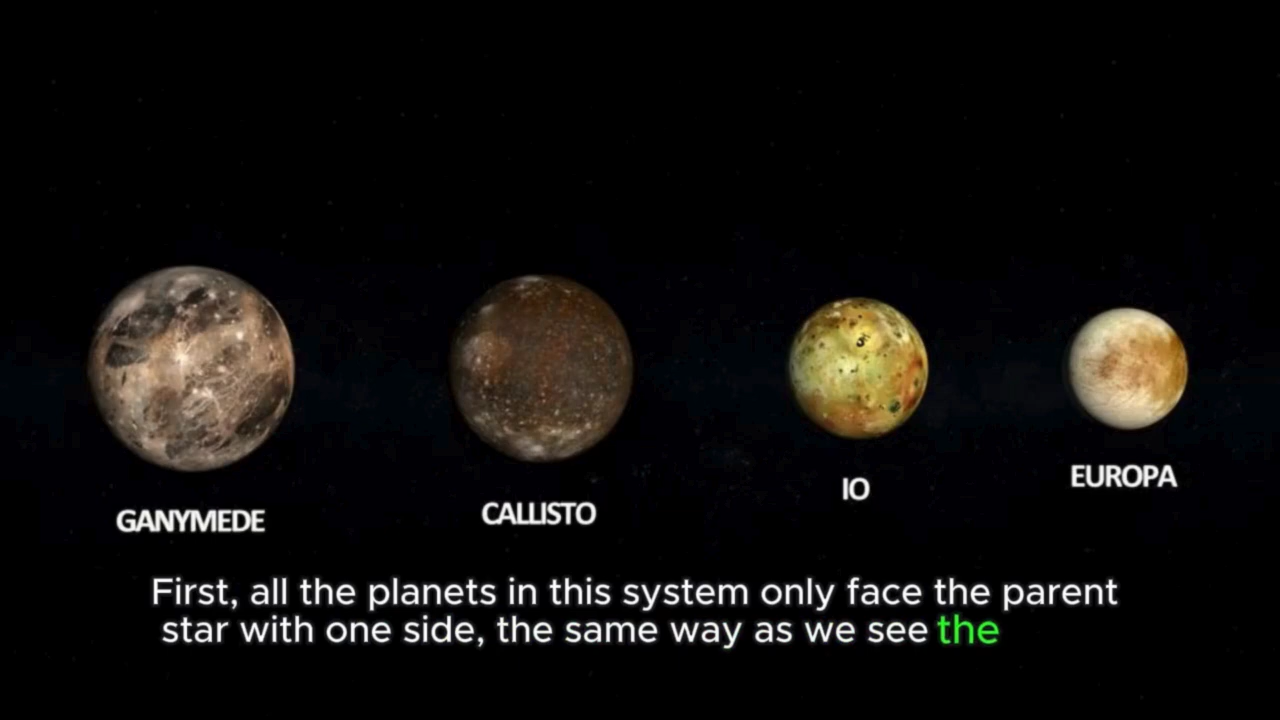 GANYMEDE
CALLISTO
IO
EUROPA
First, all the planets in this system only face the parent
star with one side, the same way as we see the